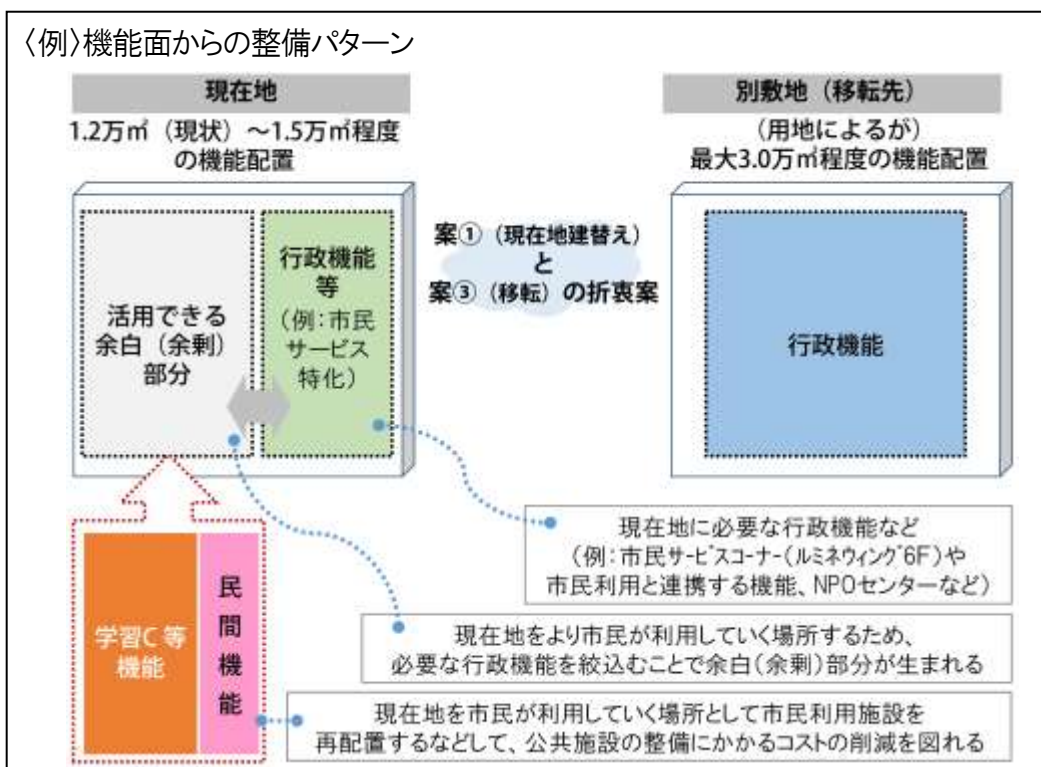 〈例〉機能面からの整備パターン
現在地
1.2万㎡（現状）～1.5万㎡程度
の機能配置
別敷地（移転先）
（用地によるが）
最大3.0万㎡程度の機能配置
活用できる
余白（余剰）
部分
行政機能
等
（例：市民
サービス
特化）
案①（現在地建替え）
と
案③（移転）の折衷案
行政機能
学習C 等
機能
民
間
機
能
現在地に必要な行政機能など
（例：市民ｻｰﾋﾞｽコーナー（ﾙﾐﾈｳｨﾝｸﾞ6F）や
市民利用と連携する機能、NPOセンターなど）
現在地をより市民が利用していく場所するため、
必要な行政機能を絞込むことで余白（余剰）部分が生まれる
現在地を市民が利用していく場所として市民利用施設を
再配置するなどして、公共施設の整備にかかるコストの削減を図れる